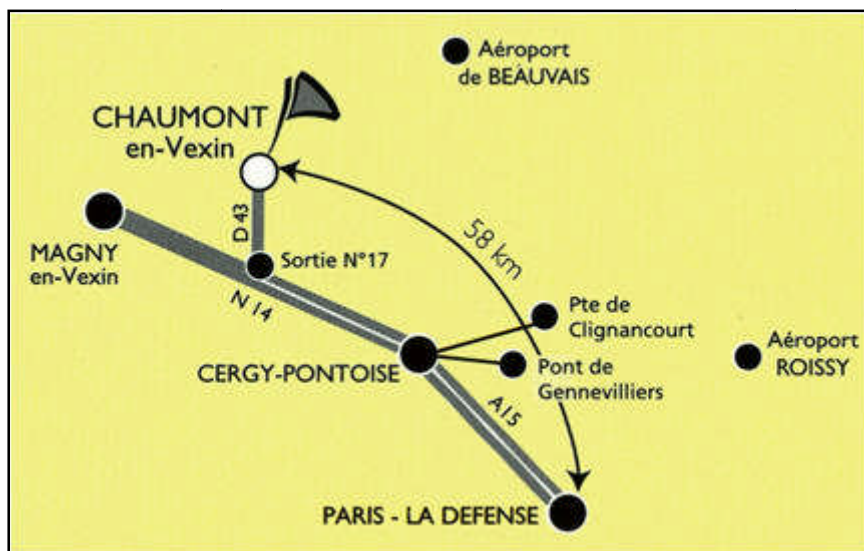 Aéroport
de BEAUVAIS
CHAUMONT
en-Vexin
D 43
58 km
MAGNY
en-Vexin
Sortie N°17
N 14
Pte de
Clignancourt
Aéroport
ROISSY
CERGY-PONTOISE
Pont de
Gennevilliers
A15
PARIS - LA DEFENSE